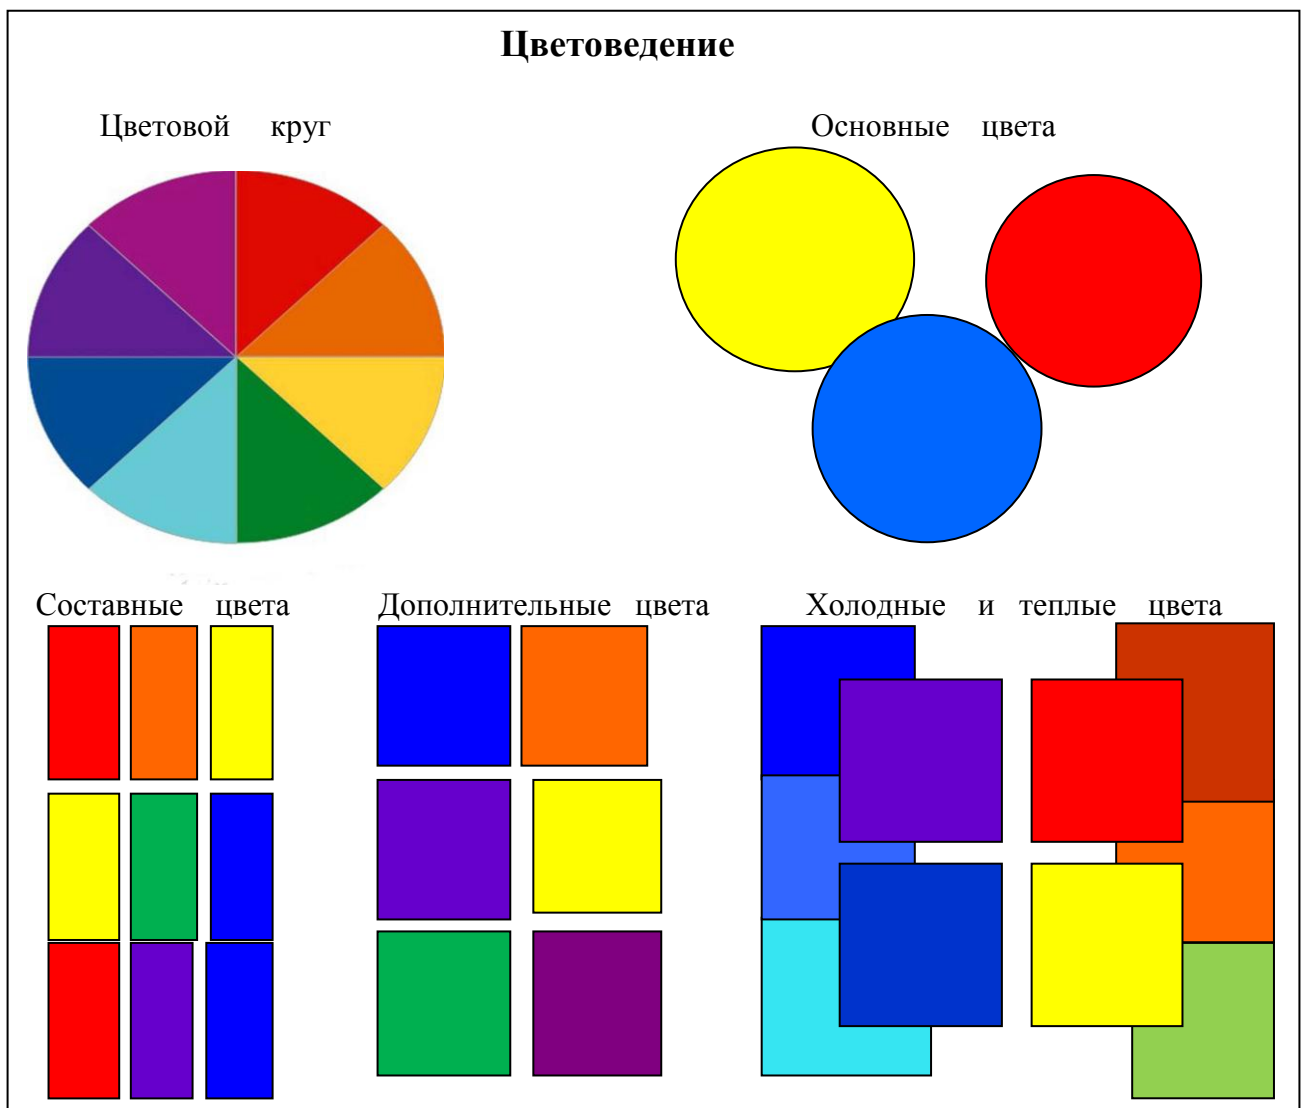 Цветоведение
Цветовой круг
Основные цвета
Составные цвета
Дополнительные цвета
Холодные и теплые цвета